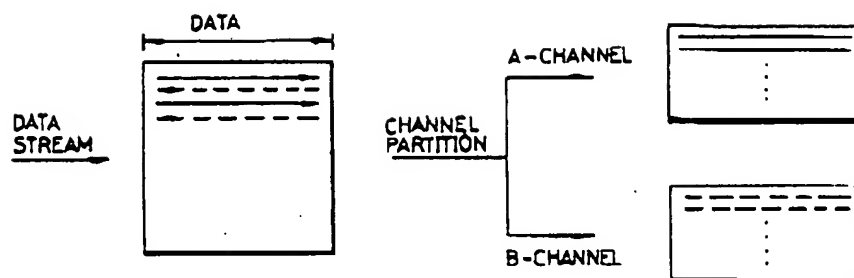 DATA
DATA
STREAM
CHANNEL
PARTITION
A-CHANNEL
B-CHANNEL